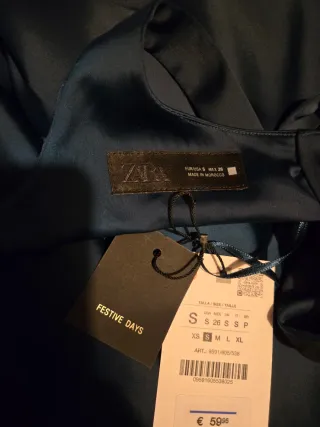 ZARA
EUR/USA S MEX 26
MADE IN MOROCCO
FESTIVE DAYS
TALLA / SIZE / TAILLE
S
S 26 S S P
XS S M L XL
€ 59.95